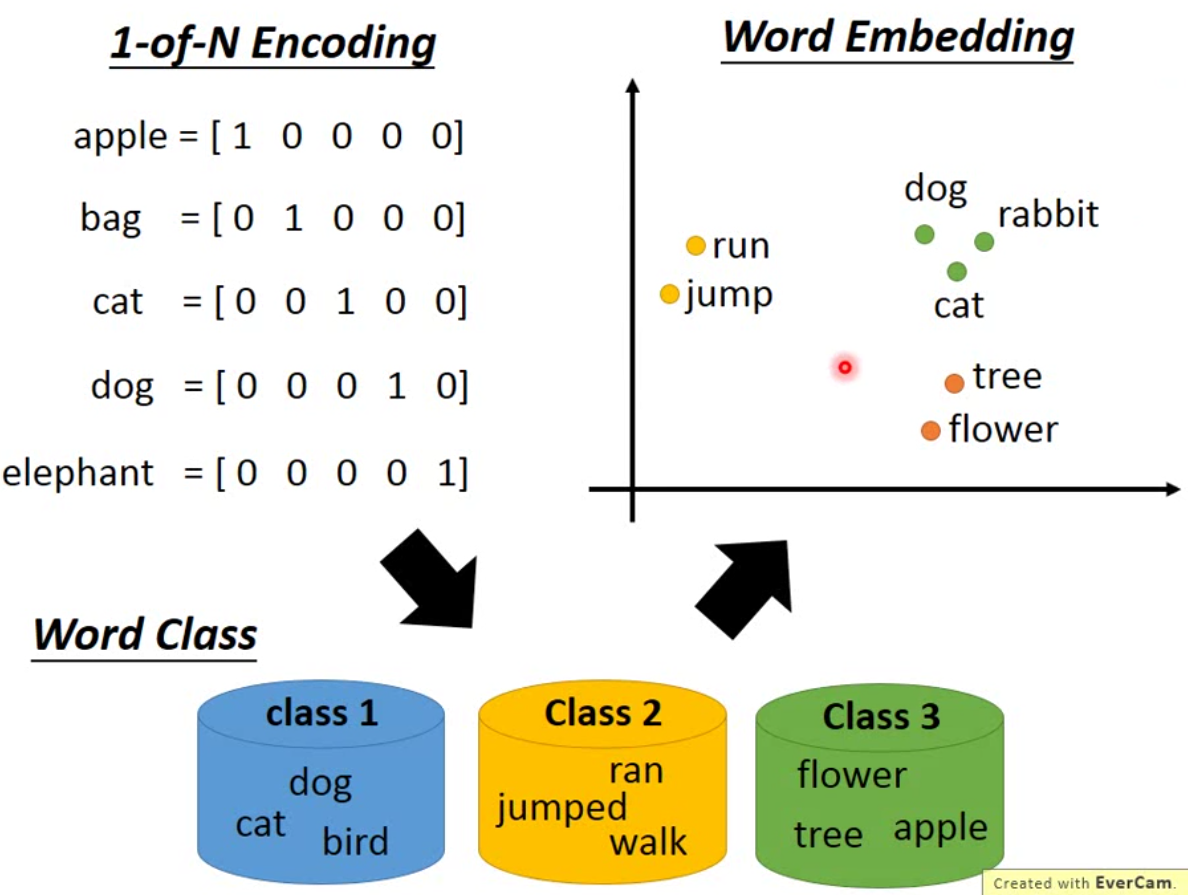 1-of-N Encoding
apple = [ 1 0 0 0 0]
bag = [ 0 1 0 0 0]
cat = [ 0 0 1 0 0]
dog = [ 0 0 0 1 0]
elephant = [ 0 0 0 0 1]
Word Embedding
dog
rabbit
run
jump
cat
tree
flower
Word Class
class 1
dog
cat
bird
Class 2
ran
jumped
walk
Class 3
flower
tree apple
Created with EverCam.